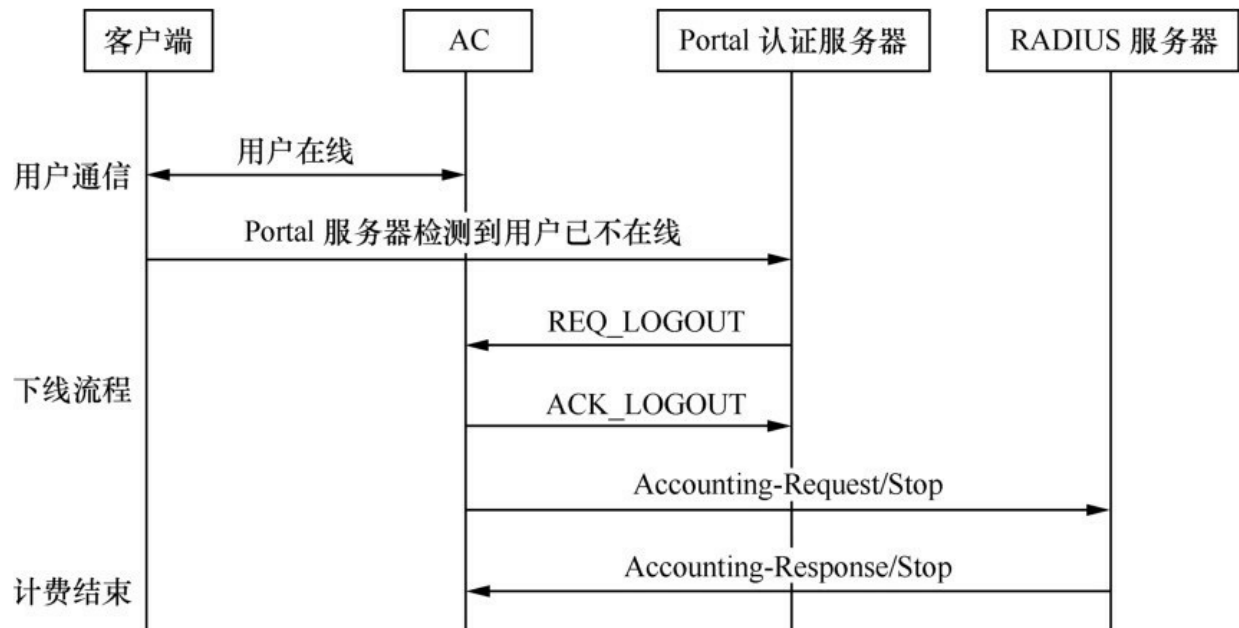 客户端
AC
Portal 认证服务器
RADIUS 服务器
用户在线
用户通信
Portal 服务器检测到用户已不在线
REQ_LOGOUT
下线流程
ACK_LOGOUT
Accounting-Request/Stop
Accounting-Response/Stop
计费结束